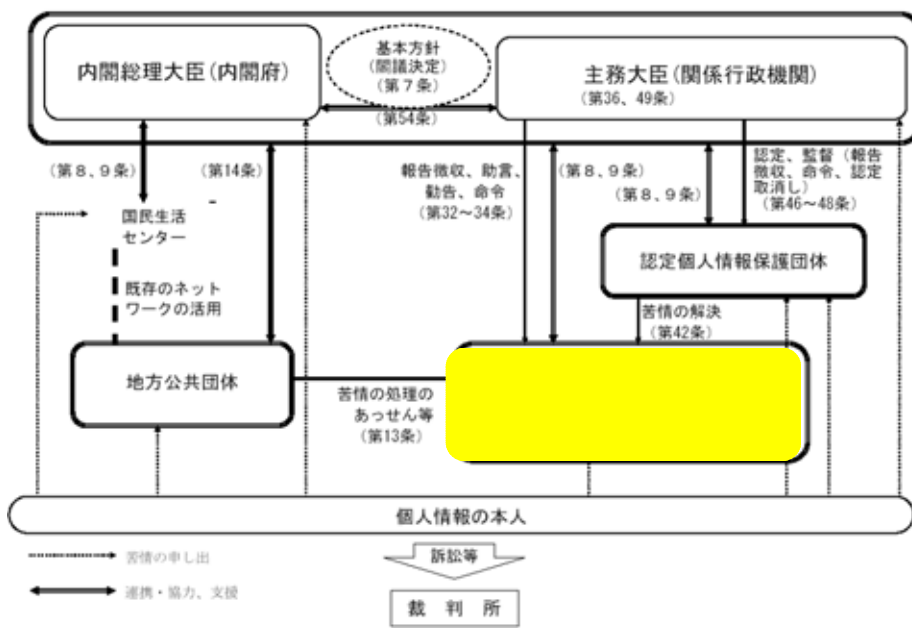 内閣総理大臣(内閣府)
基本方針
(閣議決定)
(第7条)
主務大臣(関係行政機関)
(第36、49条)
(第54条)
(第8、9条)
(第14条)
報告徴収、助言、
勧告、命令
(第32~34条)
(第8、9条)
(第8、9条)
認定、監督(報告
徴収、命令、認定
取消し)
(第46~48条)
国民生活
センター
認定個人情報保護団体
既存のネット
ワークの活用
苦情の解決
(第42条)
地方公共団体
苦情の処理の
あっせん等
(第13条)
個人情報の本人
苦情の申し出
訴訟等
連携・協力、支援
裁判所